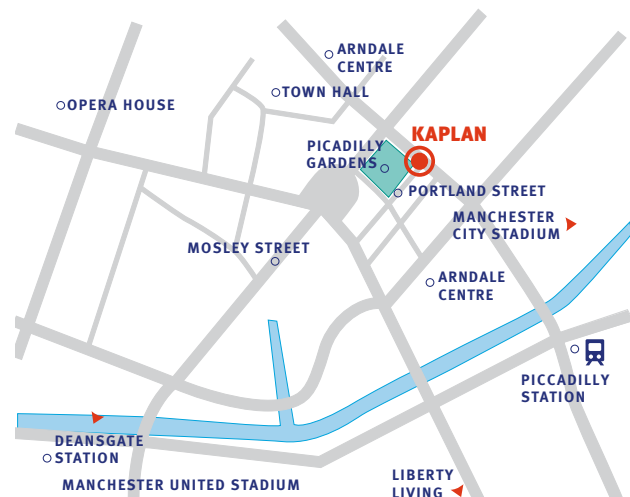 ARNDALE
CENTRE
TOWN HALL
OPERA HOUSE
KAPLAN
PICADILLY
GARDENS
PORTLAND STREET
MANCHESTER
CITY STADIUM
MOSLEY STREET
ARNDALE
CENTRE
PICCADILLY
STATION
DEANSGATE
STATION
MANCHESTER UNITED STADIUM
LIBERTY
LIVING